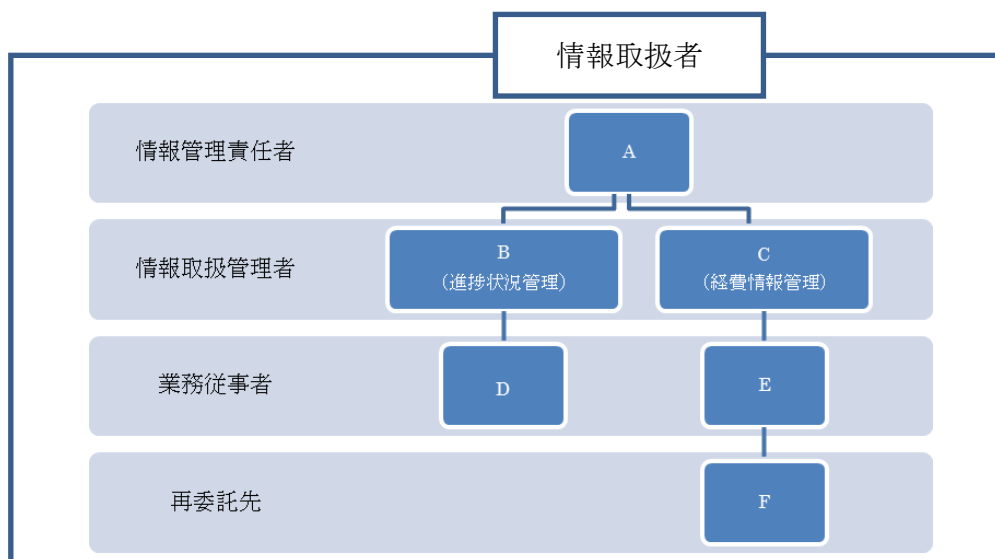 情報取扱者
情報管理責任者
A
情報取扱管理者
B
(進捗状況管理)
C
(経費情報管理)
業務従事者
D
E
再委託先
F